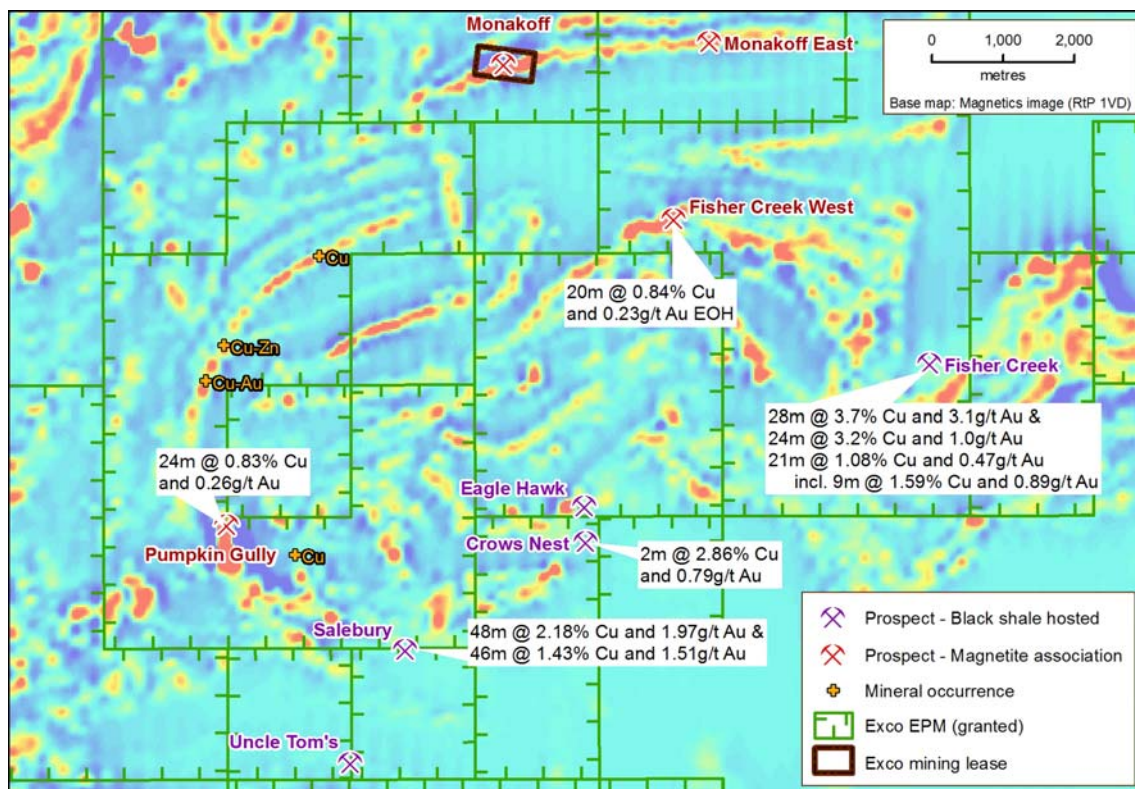 Monakoff
Monakoff East
0 1,000 2,000
metres
Base map: Magnetics image (RtP 1VD)
Fisher Creek West
20m @ 0.84% Cu
and 0.23g/t Au EOH
Cu
Cu-Zn
Cu-Au
Fisher Creek
28m @ 3.7% Cu and 3.1g/t Au &
24m @ 3.2% Cu and 1.0g/t Au
21m @ 1.08% Cu and 0.47g/t Au
incl. 9m @ 1.59% Cu and 0.89g/t Au
24m @ 0.83% Cu
and 0.26g/t Au
Eagle Hawk
Pumpkin Gully
Cu
Crows Nest
2m @ 2.86% Cu
and 0.79g/t Au
Salebury
48m @ 2.18% Cu and 1.97g/t Au &
46m @ 1.43% Cu and 1.51g/t Au
Uncle Tom's
Prospect - Black shale hosted
Prospect - Magnetite association
Mineral occurrence
Exco EPM (granted)
Exco mining lease